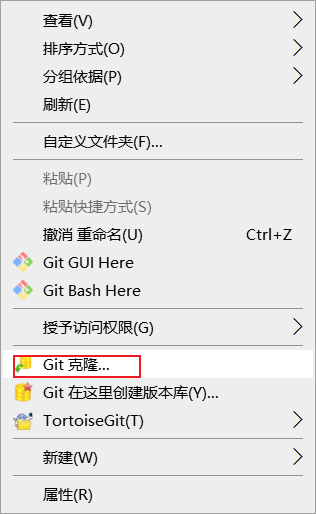 查看(V)
排序方式(O)
分组依据(P)
刷新(E)
自定义文件夹(F)...
粘贴(P)
粘贴快捷方式(S)
撤消 重命名(U) Ctrl+Z
Git GUI Here
Git Bash Here
授予访问权限(G)
Git 克隆...
Git 在这里创建版本库(Y)...
TortoiseGit(T)
新建(W)
属性(R)